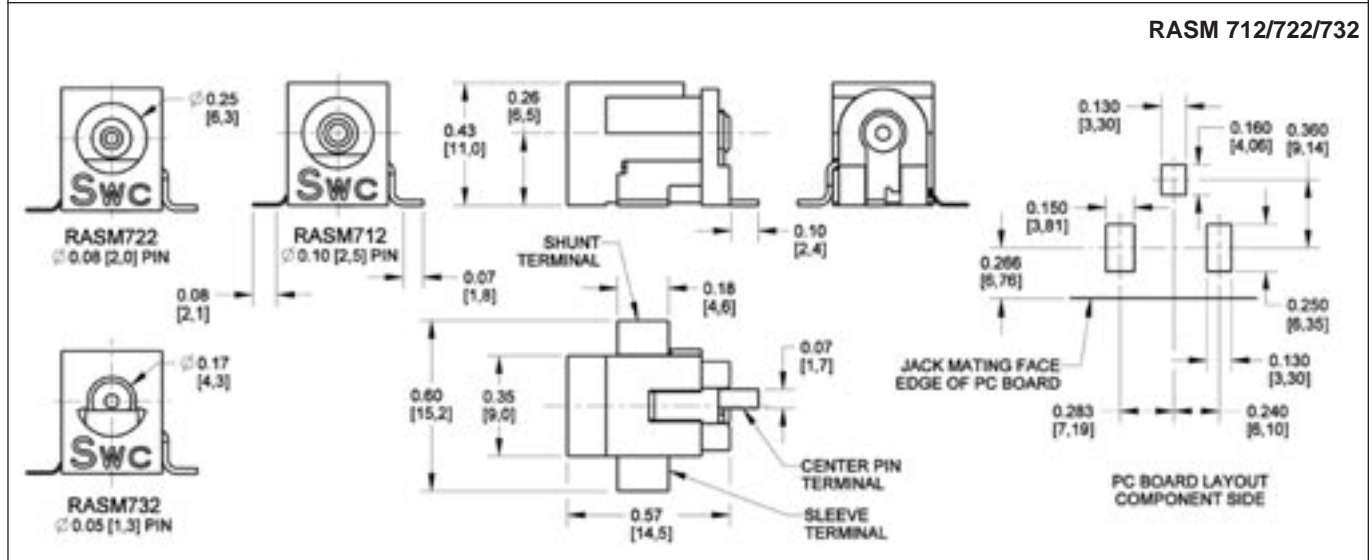 RASM 712/722/732
Ø 0.25
[6,3]
SWC
RASM722
Ø 0.08 [2,0] PIN
SWC
RASM712
Ø 0.10 [2,5] PIN
0.08
[2,1]
0.07
[1,8]
0.43
[11,0]
0.26
[6,5]
0.10
[2,4]
Ø 0.17
[4,3]
SWC
RASM732
Ø 0.05 [1,3] PIN
SHUNT
TERMINAL
0.18
[4,6]
0.60
[15,2]
0.35
[9,0]
0.07
[1,7]
CENTER PIN
TERMINAL
SLEEVE
TERMINAL
0.57
[14,5]
0.130
[3,30]
0.160
[4,06]
0.360
[9,14]
0.150
[3,81]
0.266
[6,76]
0.250
[6,35]
0.130
[3,30]
JACK MATING FACE
EDGE OF PC BOARD
0.283
[7,19]
0.240
[6,10]
PC BOARD LAYOUT
COMPONENT SIDE